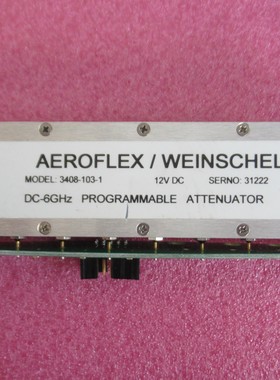 AEROFLEX / WEINSCHEL
MODEL: 3408-103-1 12V DC SERNO: 31222
DC-6GHz PROGRAMMABLE ATTENUATOR